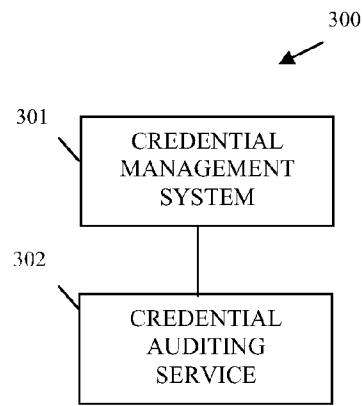 300
301
CREDENTIAL
MANAGEMENT
SYSTEM
302
CREDENTIAL
AUDITING
SERVICE